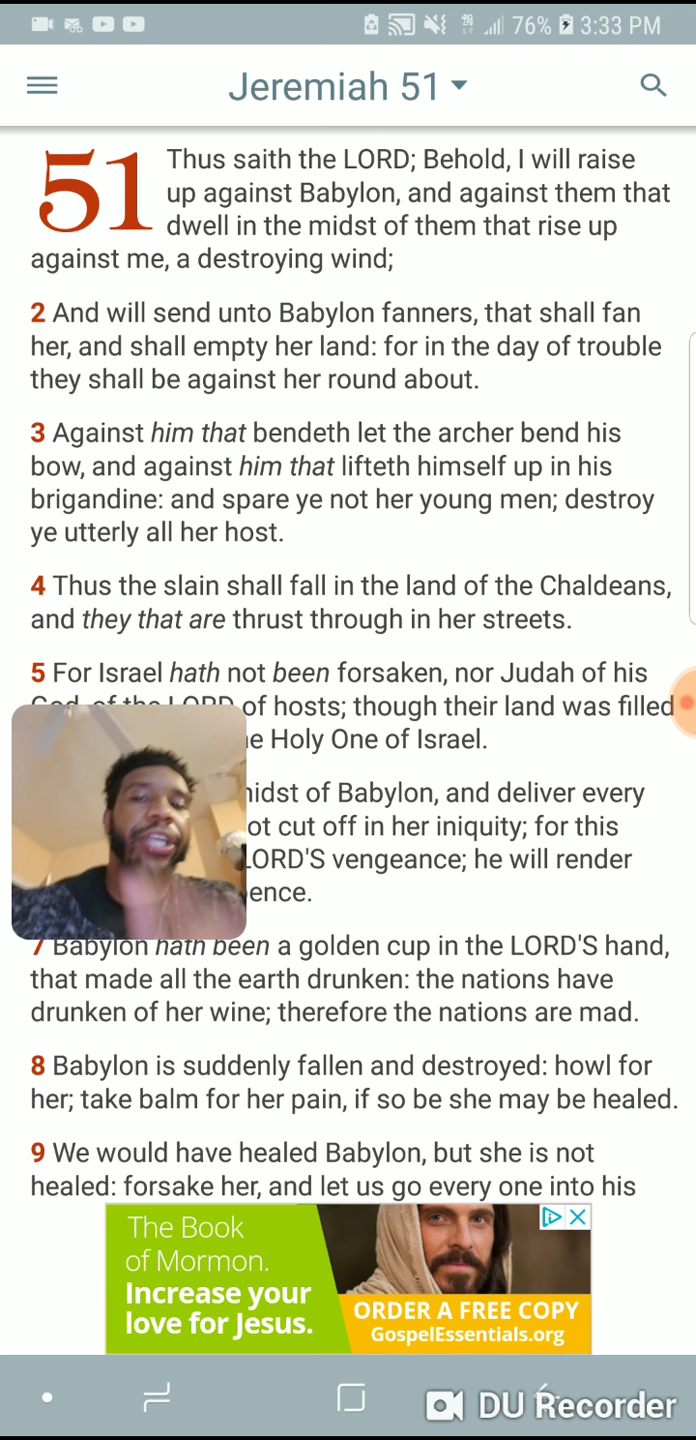 76% 3:33 PM
Jeremiah 51
51 Thus saith the LORD; Behold, I will raise
up against Babylon, and against them that
dwell in the midst of them that rise up
against me, a destroying wind;
2 And will send unto Babylon fanners, that shall fan
her, and shall empty her land: for in the day of trouble
they shall be against her round about.
3 Against him that bendeth let the archer bend his
bow, and against him that lifteth himself up in his
brigandine: and spare ye not her young men; destroy
ye utterly all her host.
4 Thus the slain shall fall in the land of the Chaldeans,
and they that are thrust through in her streets.
5 For Israel hath not been forsaken, nor Judah of his
God, of the LORD of hosts; though their land was filled
Holy One of Israel.
of Babylon, and deliver every
cut off in her iniquity; for this
LORD'S vengeance; he will render
7 Babylon hath been a golden cup in the LORD'S hand,
that made all the earth drunken: the nations have
drunken of her wine; therefore the nations are mad.
8 Babylon is suddenly fallen and destroyed: howl for
her; take balm for her pain, if so be she may be healed.
9 We would have healed Babylon, but she is not
healed: forsake her, and let us go every one into his
The Book
of Mormon.
Increase your
love for Jesus.
ORDER A FREE COPY
GospelEssentials.org
DU Recorder